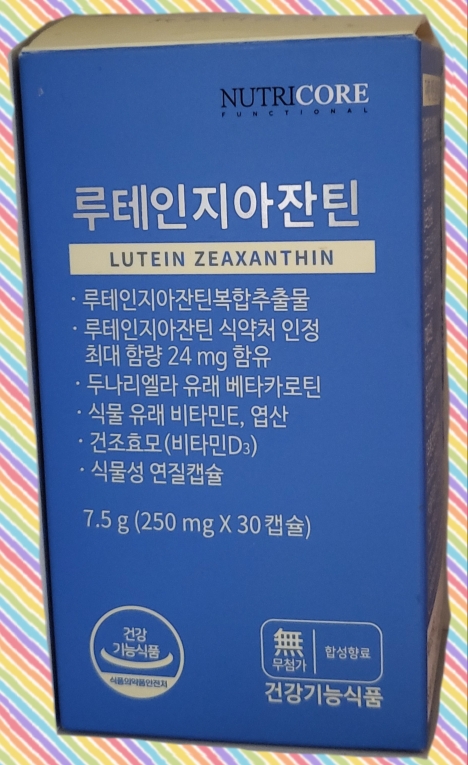 NUTRICORE
FUNCTIONAL
루테인지아잔틴
LUTEIN ZEAXANTHIN
· 루테인지아잔틴복합추출물
· 루테인지아잔틴 식약처 인정
최대 함량 24 mg 함유
· 두나리엘라 유래 베타카로틴
· 식물 유래 비타민E, 엽산
· 건조효모(비타민D3)
· 식물성 연질캡슐
7.5 g (250 mg X 30캡슐)
건강
기능식품
식품의약품안전처
無
무첨가
합성향료
건강기능식품